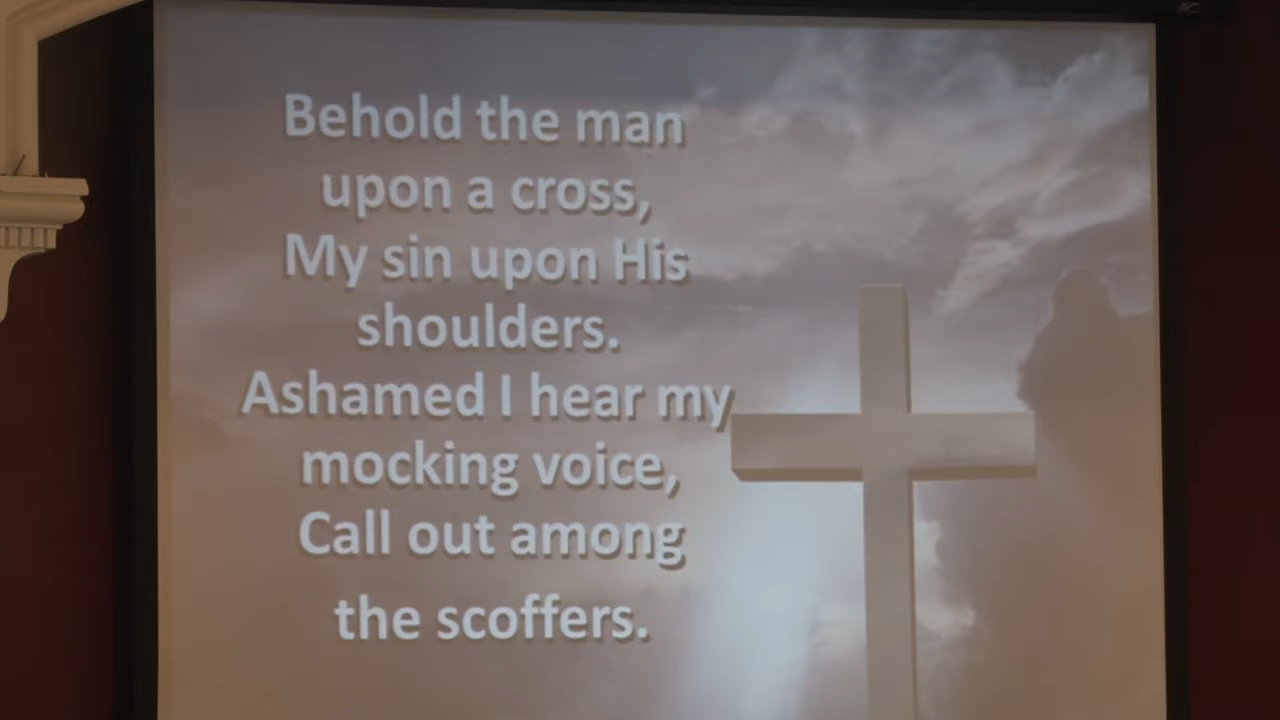 Behold the man
upon a cross,
My sin upon His
shoulders.
Ashamed I hear my
mocking voice,
Call out among
the scoffers.